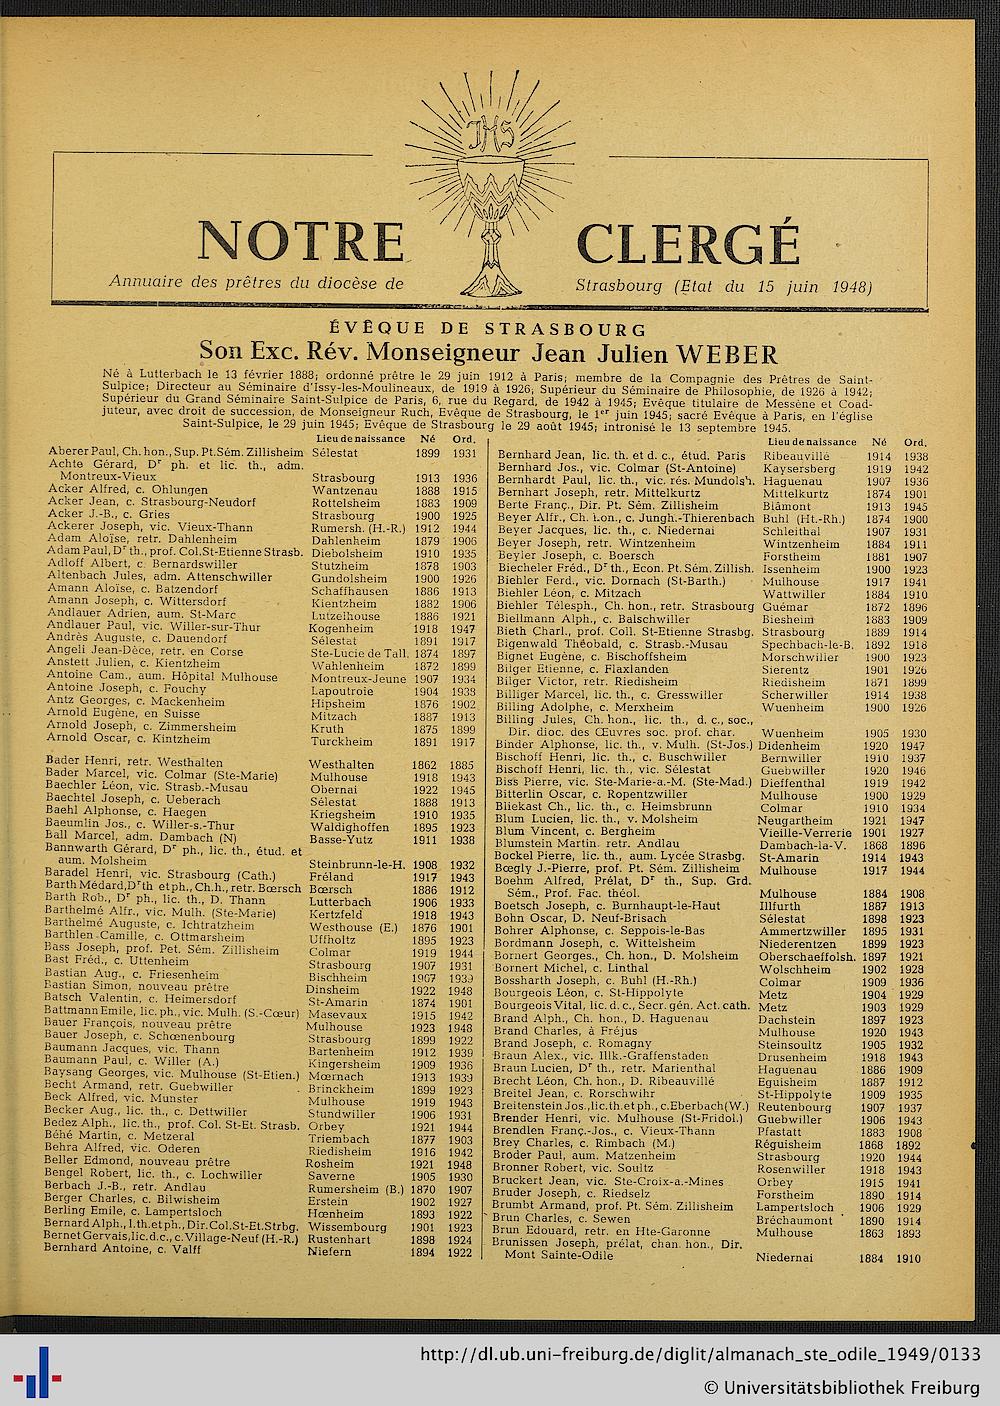 JHS
NOTRE CLERGÉ
Annuaire des prêtres du diocèse de Strasbourg (Etat du 15 juin 1948)
ÉVÊQUE DE STRASBOURG
Son Exc. Rév. Monseigneur Jean Julien WEBER
Né à Lutterbach le 13 février 1888; ordonné prêtre le 29 juin 1912 à Paris; membre de la Compagnie des Prêtres de Saint-
Sulpice; Directeur au Séminaire d'Issy-les-Moulineaux, de 1919 à 1926; Supérieur du Séminaire de Philosophie, de 1926 à 1942;
Supérieur du Grand Séminaire Saint-Sulpice de Paris, 6, rue du Regard, de 1942 à 1945; Evêque titulaire de Messène et Coad-
juteur, avec droit de succession, de Monseigneur Ruch, Evêque de Strasbourg, le 1er juin 1945; sacré Evêque à Paris, en l'église
Saint-Sulpice, le 29 juin 1945; Evêque de Strasbourg le 29 août 1945; intronisé le 13 septembre 1945.
Lieu de naissance Né Ord.
Aberer Paul, Ch. hon., Sup. Pt. Sém. Zillisheim Sélestat 1899 1931
Achte Gérard, Dr ph. et lic. th., adm.
Montreux-Vieux Strasbourg 1913 1936
Acker Alfred, c. Ohlungen Wantzenau 1888 1915
Acker Jean, c. Strasbourg-Neudorf Rottelsheim 1883 1909
Acker J.-B., c. Gries Strasbourg 1900 1925
Ackerer Joseph, vic. Vieux-Thann Rumersh. (H.-R.) 1912 1944
Adam Aloïse, retr. Dahlenheim Dahlenheim 1879 1906
Adam Paul, Dr th., prof. Col. St-Etienne Strasb. Diebolsheim 1910 1935
Adloff Albert, c. Bernardswiller Stutzheim 1878 1903
Altenbach Jules, adm. Attenschwiller Gundolsheim 1900 1926
Amann Aloïse, c. Batzendorf Schaffhausen 1886 1913
Amann Joseph, c. Wittersdorf Kientzheim 1882 1906
Andlauer Adrien, aum. St-Marc Lutzelhouse 1886 1921
Andlauer Paul, vic. Willer-sur-Thur Kogenheim 1918 1947
Andrès Auguste, c. Dauendorf Sélestat 1891 1917
Angeli Jean-Dèce, retr. en Corse Ste-Lucie de Tall. 1874 1897
Anstett Julien, c. Kientzheim Wahlenheim 1872 1899
Antoine Cam., aum. Hôpital Mulhouse Montreux-Jeune 1907 1934
Antoine Joseph, c. Fouchy Lapoutroie 1904 1933
Antz Georges, c. Mackenheim Hipsheim 1876 1902
Arnold Eugène, en Suisse Mitzach 1887 1913
Arnold Joseph, c. Zimmersheim Kruth 1875 1899
Arnold Oscar, c. Kintzheim Turckheim 1891 1917
Bader Henri, retr. Westhalten Westhalten 1862 1885
Bader Marcel, vic. Colmar (Ste-Marie) Mulhouse 1918 1943
Baechler Léon, vic. Strasb.-Musau Obernai 1922 1945
Baechtel Joseph, c. Ueberach Sélestat 1888 1913
Baehl Alphonse, c. Haegen Kriegsheim 1910 1935
Baeumlin Jos., c. Willer-s.-Thur Waldighoffen 1895 1923
Ball Marcel, adm. Dambach (N) Basse-Yutz 1911 1938
Bannwarth Gérard, Dr ph., lic. th., étud. et
aum. Molsheim Steinbrunn-le-H. 1908 1932
Baradel Henri, vic. Strasbourg (Cath.) Fréland 1917 1943
Barth Médard, Dr th et ph., Ch. h., retr. Bœrsch Bœrsch 1886 1912
Barth Rob., Dr ph., lic. th., D. Thann Lutterbach 1906 1933
Barthelmé Alfr., vic. Mulh. (Ste-Marie) Kertzfeld 1918 1943
Barthelmé Auguste, c. Ichtratzheim Westhouse (E.) 1876 1901
Barthlen Camille, c. Ottmarsheim Uffholtz 1895 1923
Bass Joseph, prof. Pet. Sém. Zillisheim Colmar 1919 1944
Bast Fréd., c. Uttenheim Strasbourg 1907 1931
Bastian Aug., c. Friesenheim Bischheim 1907 1933
Bastian Simon, nouveau prêtre Dinsheim 1922 1948
Batsch Valentin, c. Heimersdorf St-Amarin 1874 1901
Battmann Emile, lic. ph., vic. Mulh. (S.-Cœur) Masevaux 1915 1942
Bauer François, nouveau prêtre Mulhouse 1923 1948
Bauer Joseph, c. Schœnenbourg Strasbourg 1899 1922
Baumann Jacques, vic. Thann Bartenheim 1912 1939
Baumann Paul, c. Willer (A.) Kingersheim 1909 1936
Baysang Georges, vic. Mulhouse (St-Etien.) Mœrnach 1913 1939
Becht Armand, retr. Guebwiller Brinckheim 1899 1923
Beck Alfred, vic. Munster Mulhouse 1919 1943
Becker Aug., lic. th., c. Dettwiller Stundwiller 1906 1931
Bedez Alph., lic. th., prof. Col. St-Et. Strasb. Orbey 1921 1944
Béhé Martin, c. Metzeral Triembach 1877 1903
Behra Alfred, vic. Oderen Riedisheim 1916 1942
Beller Edmond, nouveau prêtre Rosheim 1921 1948
Bengel Robert, lic. th., c. Lochwiller Saverne 1905 1930
Berbach J.-B., retr. Andlau Rumersheim (B.) 1870 1907
Berger Charles, c. Bilwisheim Erstein 1902 1927
Berling Emile, c. Lampertsloch Hœnheim 1893 1922
Bernard Alph., l. th. et ph., Dir. Col. St-Et. Strbg. Wissembourg 1901 1923
Bernet Gervais, lic. d. c., c. Village-Neuf (H.-R.) Rustenhart 1898 1924
Bernhard Antoine, c. Valff Niefern 1894 1922
Lieu de naissance Né Ord.
Bernhard Jean, lic. th. et d. c., étud. Paris Ribeauvillé 1914 1938
Bernhard Jos., vic. Colmar (St-Antoine) Kaysersberg 1919 1942
Bernhardt Paul, lic. th., vic. rés. Mundolsh. Haguenau 1907 1936
Bernhart Joseph, retr. Mittelkurtz Mittelkurtz 1874 1901
Berte Franç., Dir. Pt. Sém. Zillisheim Blâmont 1913 1945
Beyer Alfr., Ch. hon., c. Jungh.-Thierenbach Buhl (Ht.-Rh.) 1874 1900
Beyer Jacques, lic. th., c. Niedernai Schleithal 1907 1931
Beyer Joseph, retr. Wintzenheim Wintzenheim 1884 1911
Beyler Joseph, c. Boersch Forstheim 1881 1907
Biecheler Fréd., Dr th., Econ. Pt. Sém. Zillish. Issenheim 1900 1923
Biehler Ferd., vic. Dornach (St-Barth.) Mulhouse 1917 1941
Biehler Léon, c. Mitzach Wattwiller 1884 1910
Biehler Télesph., Ch. hon., retr. Strasbourg Guémar 1872 1896
Biellmann Alph., c. Balschwiller Biesheim 1883 1909
Bieth Charl., prof. Coll. St-Etienne Strasbg. Strasbourg 1889 1914
Bigenwald Théobald, c. Strasb.-Musau Spechbach-le-B. 1892 1918
Bignet Eugène, c. Bischoffsheim Morschwiller 1900 1923
Bilger Etienne, c. Flaxlanden Sierentz 1901 1926
Bilger Victor, retr. Riedisheim Riedisheim 1871 1899
Billiger Marcel, lic. th., c. Gresswiller Scherwiller 1914 1938
Billing Adolphe, c. Merxheim Wuenheim 1900 1926
Billing Jules, Ch. hon., lic. th., d. c., soc.,
Dir. dioc. des Œuvres soc. prof. char. Wuenheim 1905 1930
Binder Alphonse, lic. th., v. Mulh. (St-Jos.) Didenheim 1920 1947
Bischoff Henri, lic. th., c. Buschwiller Bernwiller 1910 1937
Bischoff Henri, lic. th., vic. Sélestat Guebwiller 1920 1946
Biss Pierre, vic. Ste-Marie-a.-M. (Ste-Mad.) Dieffenthal 1919 1942
Bitterlin Oscar, c. Ropentzwiller Mulhouse 1900 1929
Bliekast Ch., lic. th., c. Heimsbrunn Colmar 1910 1934
Blum Lucien, lic. th., v. Molsheim Neugartheim 1921 1947
Blum Vincent, c. Bergheim Vieille-Verrerie 1901 1927
Blumstein Martin. retr. Andlau Dambach-la-V. 1868 1896
Bockel Pierre, lic. th., aum. Lycée Strasbg. St-Amarin 1914 1943
Bœgly J.-Pierre, prof. Pt. Sém. Zillisheim Mulhouse 1917 1944
Boehm Alfred, Prélat, Dr th., Sup. Grd.
Sém., Prof. Fac. théol. Mulhouse 1884 1908
Boetsch Joseph, c. Burnhaupt-le-Haut Illfurth 1887 1913
Bohn Oscar, D. Neuf-Brisach Sélestat 1898 1923
Bohrer Alphonse, c. Seppois-le-Bas Ammertzwiller 1895 1931
Bordmann Joseph, c. Wittelsheim Niederentzen 1899 1923
Bornert Georges, Ch. hon., D. Molsheim Oberschaeffolsh. 1897 1921
Bornert Michel, c. Linthal Wolschheim 1902 1928
Bossharth Joseph, c. Buhl (H.-Rh.) Colmar 1909 1936
Bourgeois Léon, c. St-Hippolyte Metz 1904 1929
Bourgeois Vital, lic. d. c., Secr. gén. Act. cath. Metz 1903 1929
Brand Alph., Ch. hon., D. Haguenau Dachstein 1897 1923
Brand Charles, à Fréjus Mulhouse 1920 1943
Brand Joseph, c. Romagny Steinsoultz 1905 1932
Braun Alex., vic. Illk.-Graffenstaden Drusenheim 1918 1943
Braun Lucien, Dr th., retr. Marienthal Haguenau 1886 1909
Brecht Léon, Ch. hon., D. Ribeauvillé Eguisheim 1887 1912
Breitel Jean, c. Rorschwihr St-Hippolyte 1909 1935
Breitenstein Jos., lic. th. et ph., c. Eberbach (W.) Reutenbourg 1907 1937
Brender Henri, vic. Mulhouse (St-Fridol.) Guebwiller 1906 1943
Brendlen Franç.-Jos., c. Vieux-Thann Pfastatt 1883 1908
Brey Charles, c. Rimbach (M.) Réguisheim 1868 1892
Broder Paul, aum. Matzenheim Strasbourg 1920 1944
Bronner Robert, vic. Soultz Rosenwiller 1918 1943
Bruckert Jean, vic. Ste-Croix-a.-Mines Orbey 1915 1941
Bruder Joseph, c. Riedselz Forstheim 1890 1914
Brumbt Armand, prof. Pt. Sém. Zillisheim Lampertsloch 1906 1929
Brun Charles, c. Sewen Bréchaumont 1890 1914
Brun Edouard, retr. en Hte-Garonne Mulhouse 1863 1893
Brunissen Joseph, prélat, chan. hon., Dir.
Mont Sainte-Odile Niedernai 1884 1910
http://dl.ub.uni-freiburg.de/diglit/almanach_ste_odile_1949/0133
© Universitätsbibliothek Freiburg